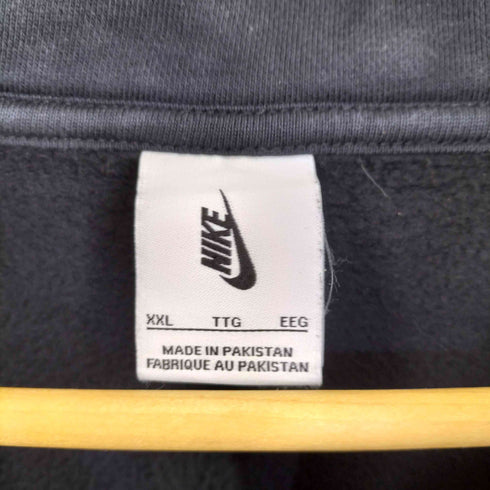 NIKE
XXL TTG EEG
MADE IN PAKISTAN
FABRIQUE AU PAKISTAN